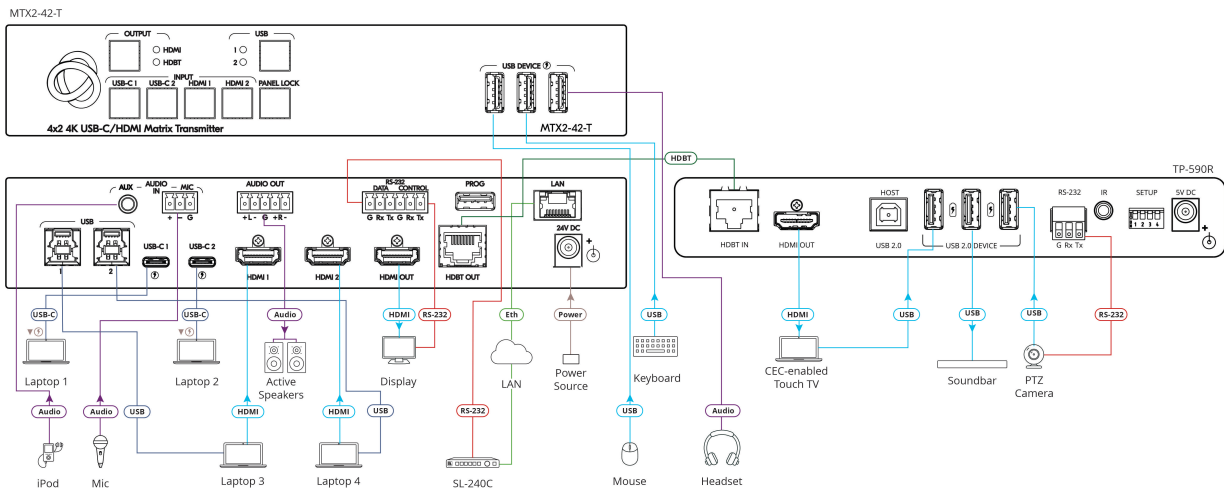 MTX2-42-T
OUTPUT
USB
HDMI
HDBT
1
2
INPUT
USB-C 1 USB-C 2 HDMI 1 HDMI 2 PANEL LOCK
USB DEVICE
4x2 4K USB-C/HDMI Matrix Transmitter
MTX2-42-T
HDBT
TP-590R
AUX AUDIO IN MIC
+ − G
AUDIO OUT
+L- G +R-
RS-232
DATA CONTROL
G Rx Tx G Rx Tx
PROG
LAN
24V DC
+
USB
1
2
USB-C 1
USB-C 2
HDMI 1
HDMI 2
HDMI OUT
HDBT OUT
HDBT IN
HDMI OUT
HOST
USB 2.0
USB 2.0 DEVICE
RS-232
G Rx Tx
IR
SETUP
1 2 3 4
5V DC
+
USB-C
USB-C
Audio
HDMI
RS-232
Eth
Power
USB
HDMI
USB
USB
USB
RS-232
Laptop 1
Laptop 2
Active
Speakers
Display
LAN
Power
Source
Keyboard
CEC-enabled
Touch TV
Soundbar
PTZ
Camera
Audio
Audio
USB
HDMI
HDMI
USB
RS-232
USB
Audio
iPod
Mic
Laptop 3
Laptop 4
SL-240C
Mouse
Headset